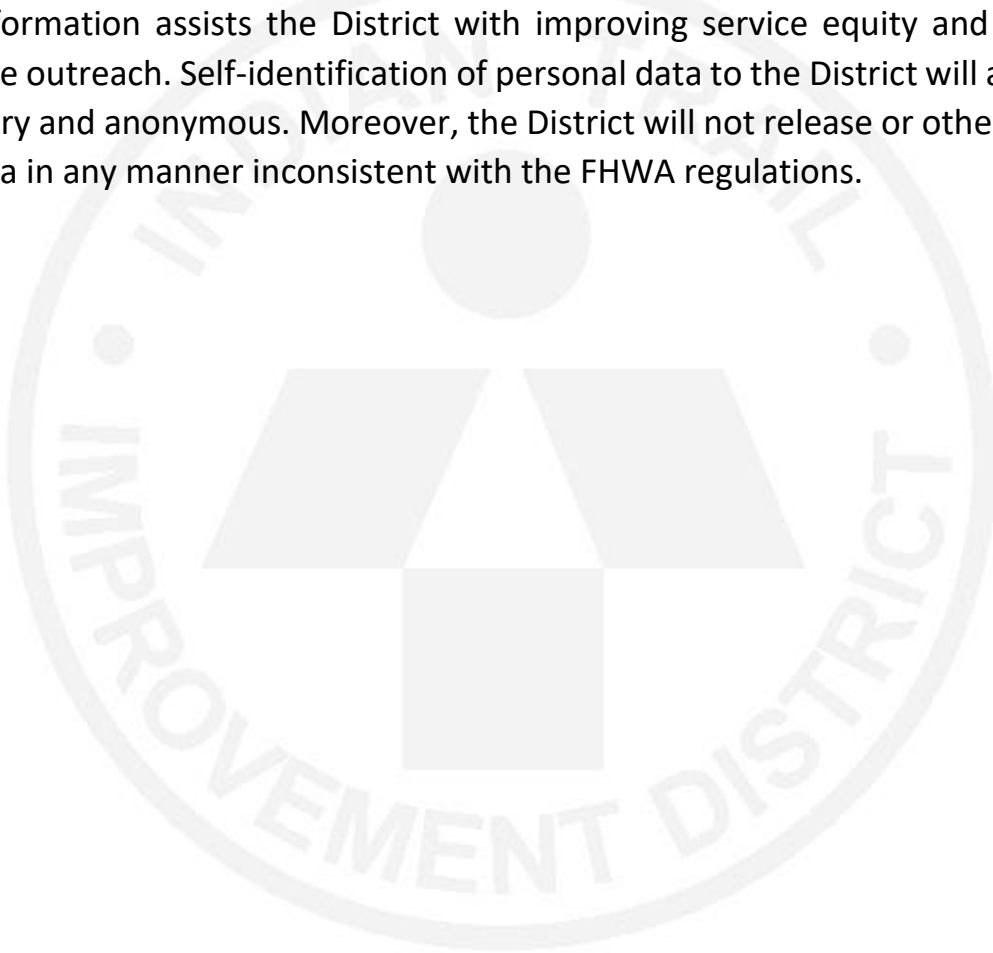 formation assists the District with improving service equity and
e outreach. Self-identification of personal data to the District will a
ry and anonymous. Moreover, the District will not release or othe
a in any manner inconsistent with the FHWA regulations.
INDIAN TRAIL
IMPROVEMENT DISTRICT